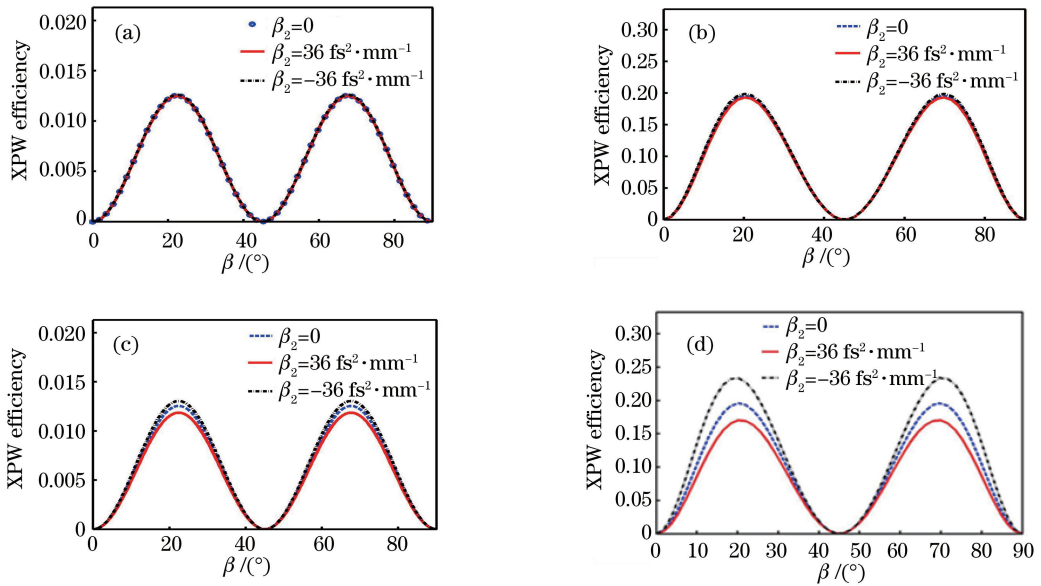 (a)
β₂=0
β₂=36 fs²·mm⁻¹
β₂=−36 fs²·mm⁻¹
XPW efficiency
0.020
0.015
0.010
0.005
0
0 20 40 60 80
β /(°)
(b)
β₂=0
β₂=36 fs²·mm⁻¹
β₂=−36 fs²·mm⁻¹
XPW efficiency
0.30
0.25
0.20
0.15
0.10
0.05
0
0 20 40 60 80
β /(°)
(c)
β₂=0
β₂=36 fs²·mm⁻¹
β₂=−36 fs²·mm⁻¹
XPW efficiency
0.020
0.015
0.010
0.005
0
0 20 40 60 80
β /(°)
(d)
β₂=0
β₂=36 fs²·mm⁻¹
β₂=−36 fs²·mm⁻¹
XPW efficiency
0.30
0.25
0.20
0.15
0.10
0.05
0
0 10 20 30 40 50 60 70 80 90
β /(°)